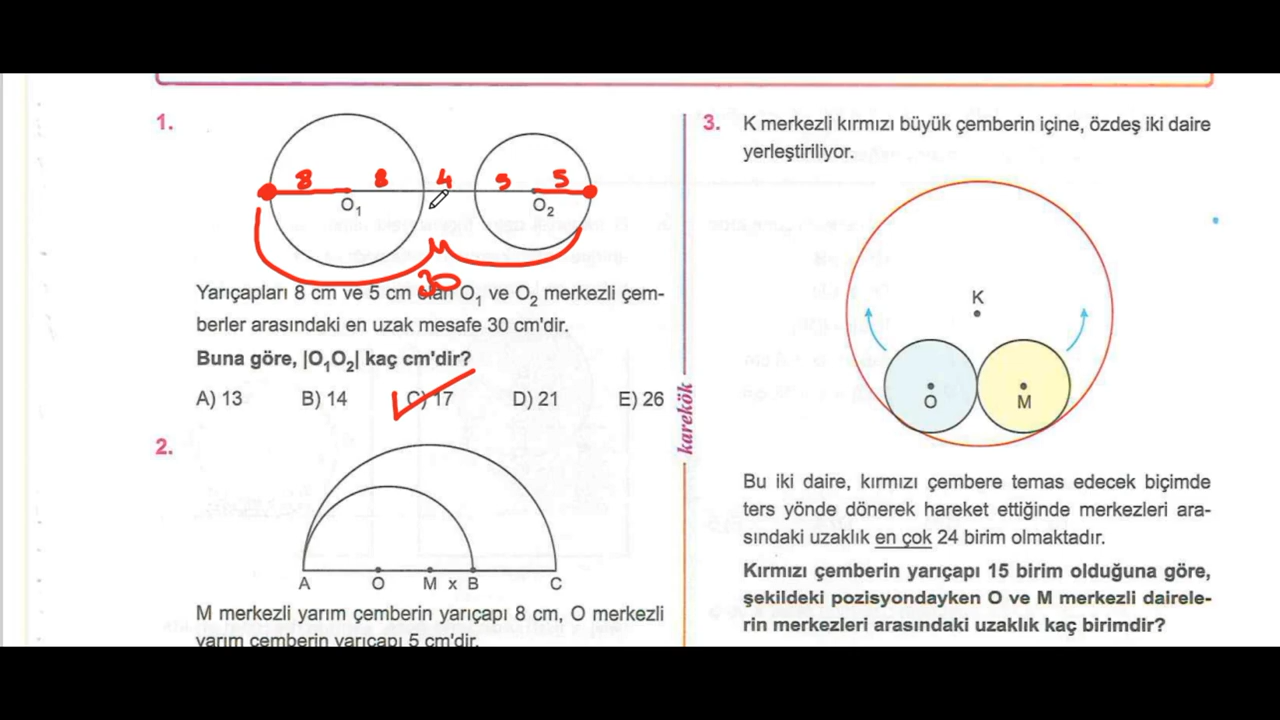 1.
8 8 4 5 5
O1 O2
30
Yarıçapları 8 cm ve 5 cm olan O1 ve O2 merkezli çem-
berler arasındaki en uzak mesafe 30 cm'dir.
Buna göre, |O1O2| kaç cm'dir?
A) 13 B) 14 C) 17 D) 21 E) 26
2.
A O M x B C
M merkezli yarım çemberin yarıçapı 8 cm, O merkezli
yarım çemberin yarıçapı 5 cm'dir.
karekök
3. K merkezli kırmızı büyük çemberin içine, özdeş iki daire
yerleştiriliyor.
K
O M
Bu iki daire, kırmızı çembere temas edecek biçimde
ters yönde dönerek hareket ettiğinde merkezleri ara-
sındaki uzaklık en çok 24 birim olmaktadır.
Kırmızı çemberin yarıçapı 15 birim olduğuna göre,
şekildeki pozisyondayken O ve M merkezli dairele-
rin merkezleri arasındaki uzaklık kaç birimdir?